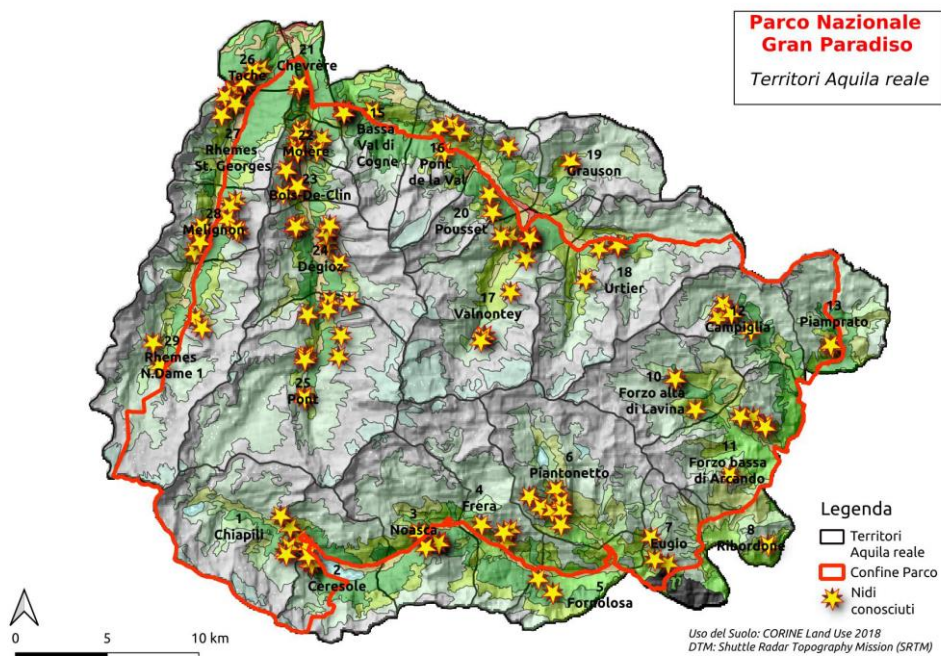 Parco Nazionale
Gran Paradiso
Territori Aquila reale
26
Tache
21
Chevrère
15
Bassa
Val di
Cogne
22
Molère
27
Rhemes
St. Georges
16
Pont
de la Val
19
Grauson
23
Bois-De-Clin
28
Melignon
20
Pousset
24
Degioz
18
Urtier
17
Valnontey
12
Campiglia
13
Piamprato
29
Rhemes
N.Dame 1
25
Pont
10
Forzo alta
di Lavina
11
Forzo bassa
di Arcando
6
Piantonetto
4
Frera
3
Noasca
1
Chiapili
2
Ceresole
7
Eugio
8
Ribordone
5
Fornolosa
Legenda
Territori
Aquila reale
Confine Parco
Nidi
conosciuti
0 5 10 km
Uso del Suolo: CORINE Land Use 2018
DTM: Shuttle Radar Topography Mission (SRTM)